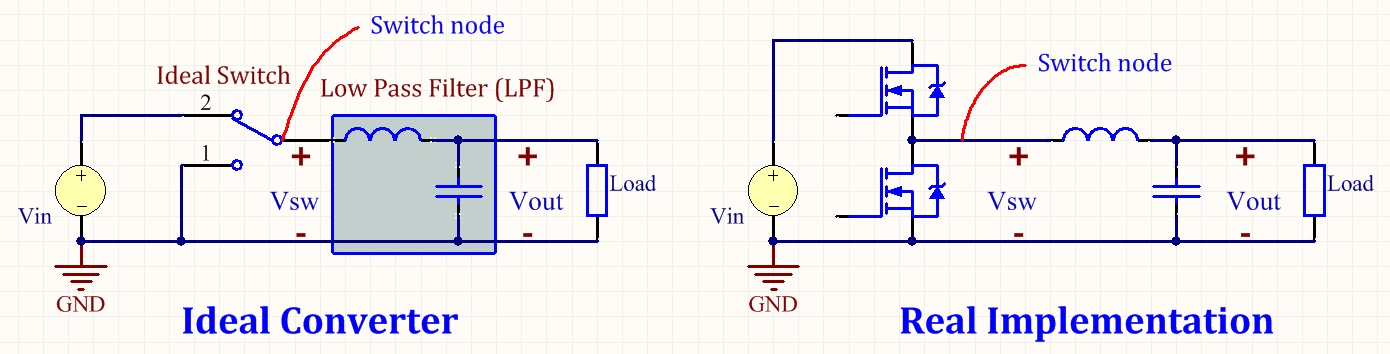 Switch node
Ideal Switch
Low Pass Filter (LPF)
2
1
+
+
+
Vin
-
Vsw
Vout
Load
-
-
GND
Ideal Converter
Switch node
+
+
+
Vin
-
Vsw
Vout
Load
-
-
GND
Real Implementation